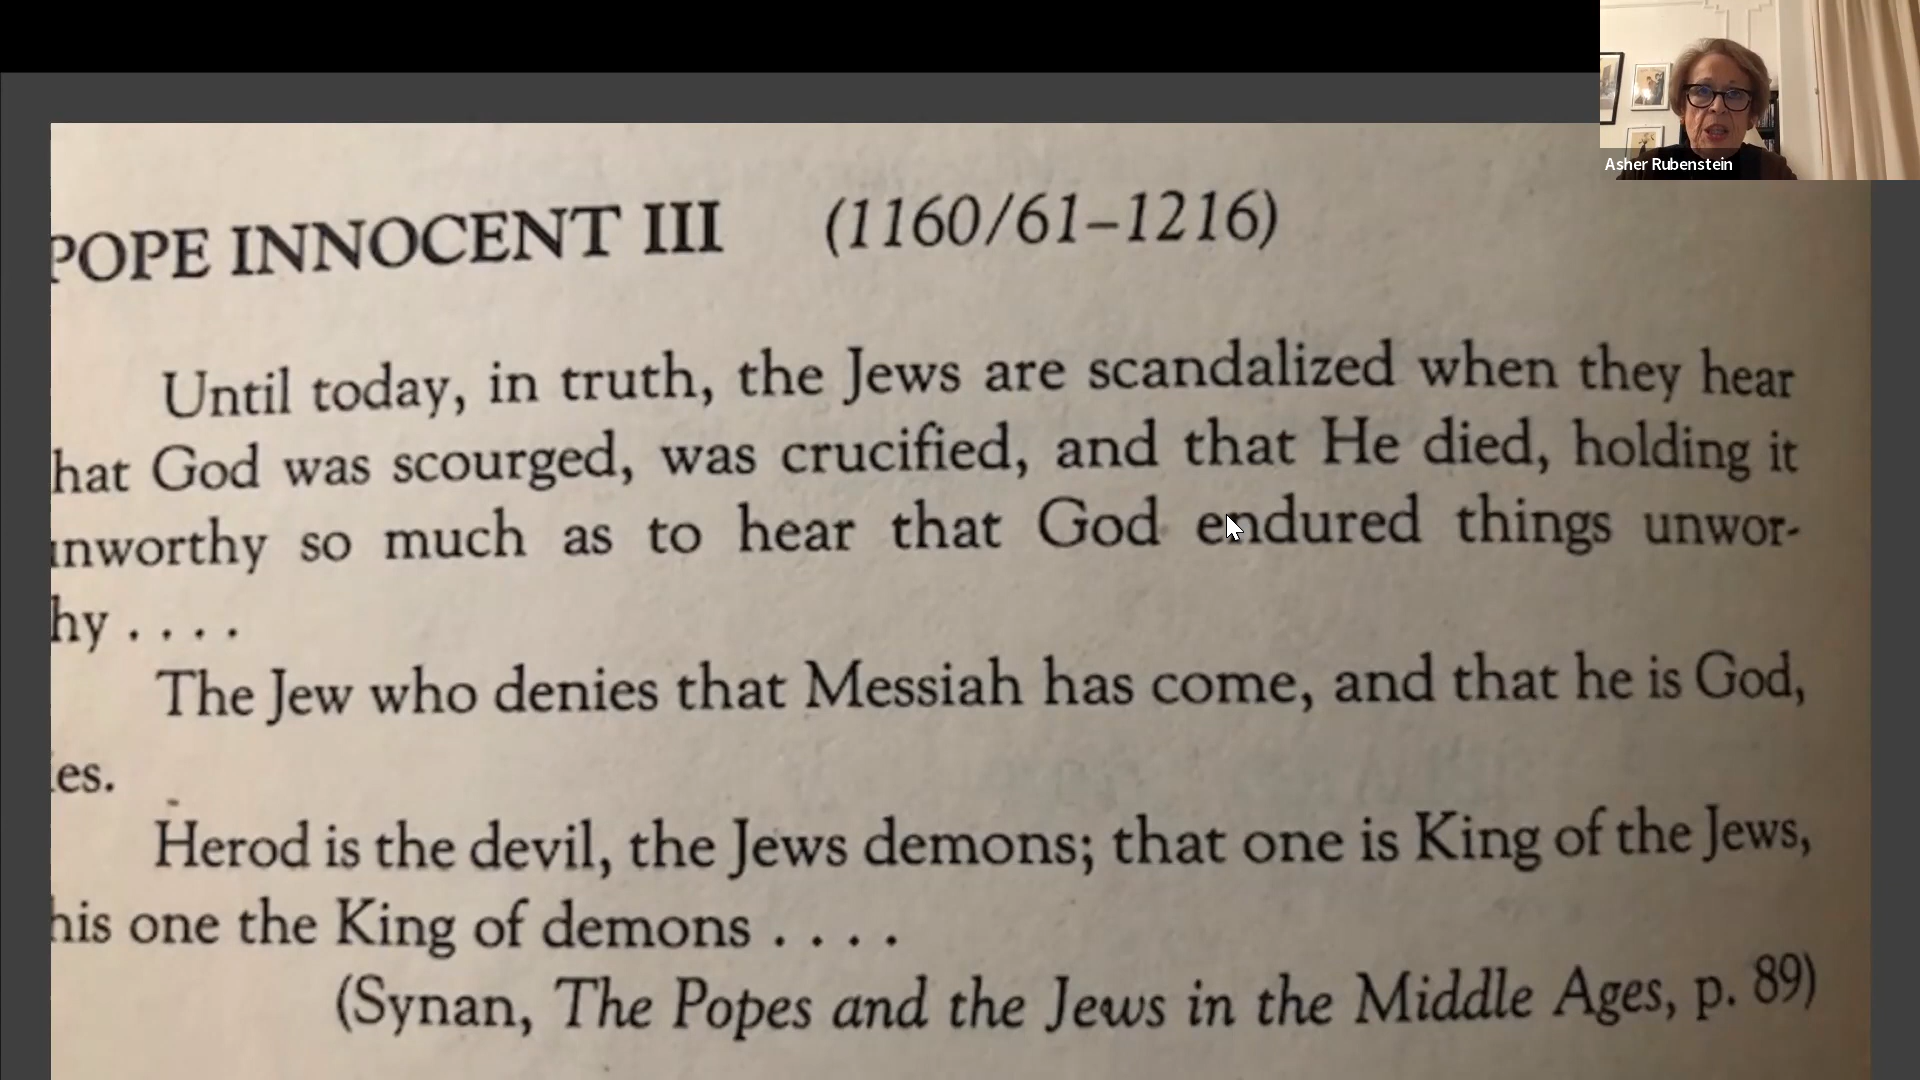 Asher Rubenstein
POPE INNOCENT III (1160/61–1216)
Until today, in truth, the Jews are scandalized when they hear
hat God was scourged, was crucified, and that He died, holding it
nworthy so much as to hear that God endured things unwor-
hy . . . .
The Jew who denies that Messiah has come, and that he is God,
es.
Herod is the devil, the Jews demons; that one is King of the Jews,
his one the King of demons . . . .
(Synan, The Popes and the Jews in the Middle Ages, p. 89)